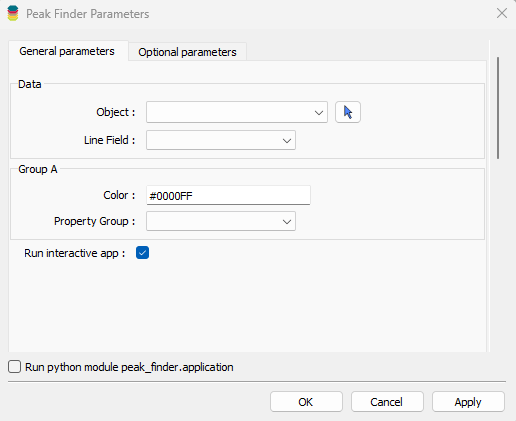 Peak Finder Parameters
General parameters Optional parameters
Data
Object :
Line Field :
Group A
Color : #0000FF
Property Group :
Run interactive app :
Run python module peak_finder.application
OK Cancel Apply